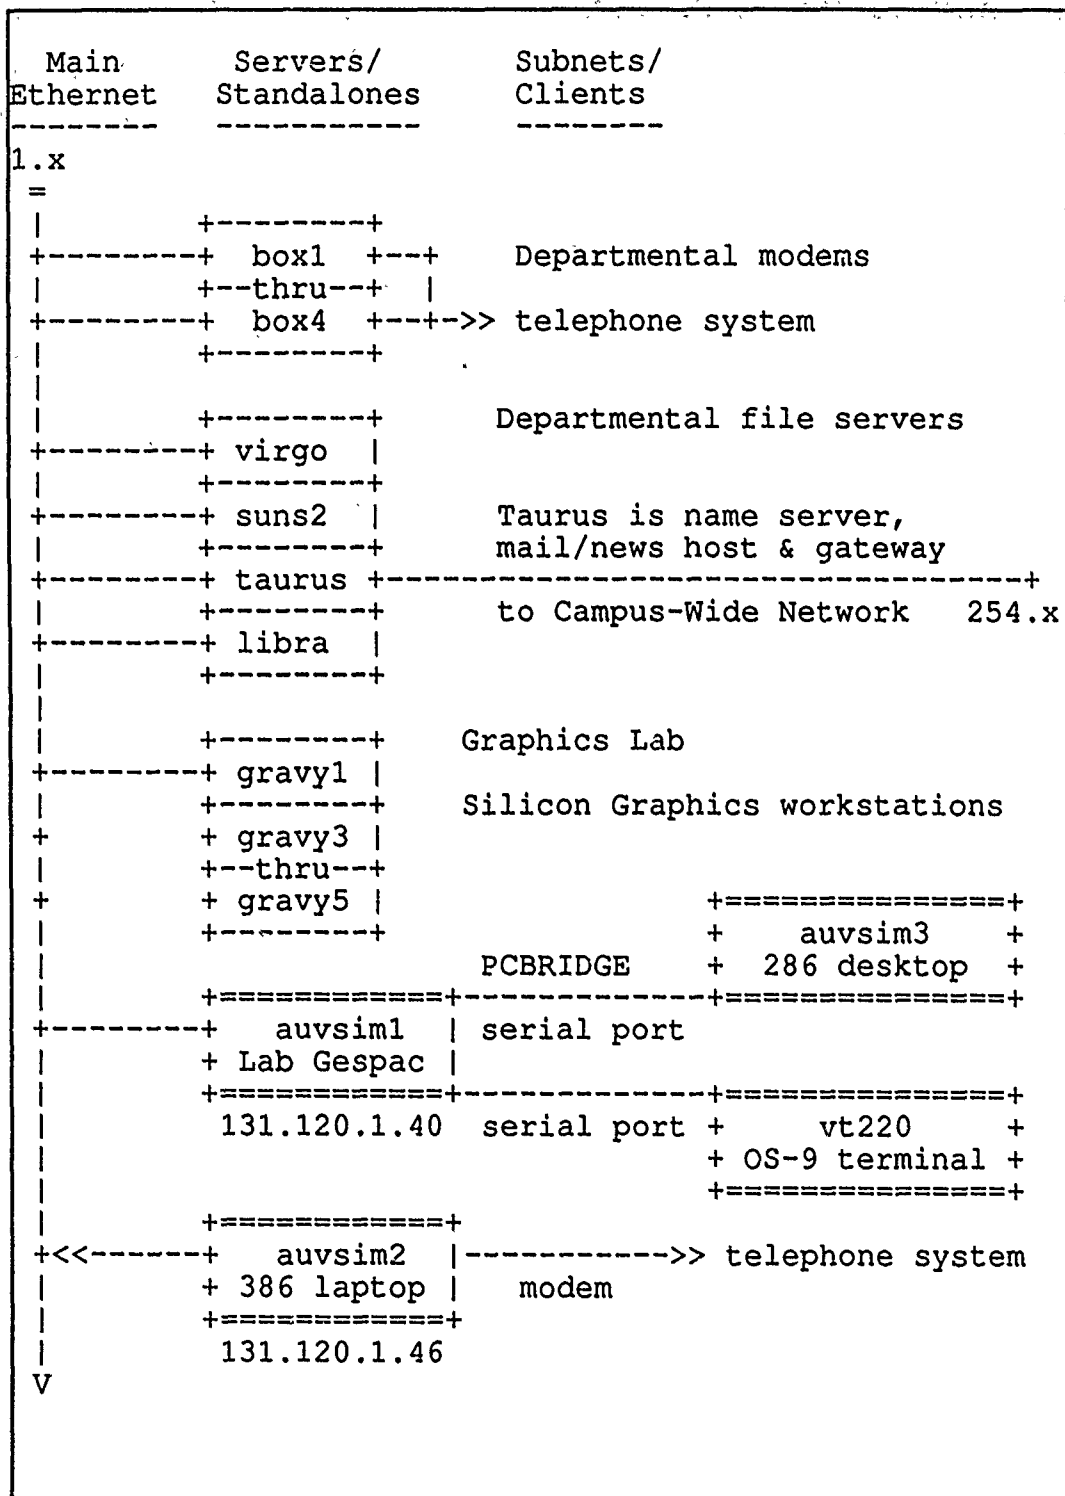 Main Servers/ Subnets/
Ethernet Standalones Clients
-------- ----------- --------
1.x
=
| +--------+
+--------+ box1 +--+ Departmental modems
| +--thru--+ |
+--------+ box4 +--+->> telephone system
| +--------+
|
| +--------+ Departmental file servers
+--------+ virgo |
| +--------+
+--------+ suns2 | Taurus is name server,
| +--------+ mail/news host & gateway
+--------+ taurus +----------------------------------+
| +--------+ to Campus-Wide Network 254.x
+--------+ libra |
| +--------+
|
| +--------+ Graphics Lab
+--------+ gravy1 |
| +--------+ Silicon Graphics workstations
+ + gravy3 |
| +--thru--+
+ + gravy5 | +===============+
| +--------+ + auvsim3 +
| PCBRIDGE + 286 desktop +
| +============+-------------+===============+
+--------+ auvsim1 | serial port
| + Lab Gespac |
| +============+-------------+===============+
| 131.120.1.40 serial port + vt220 +
| + OS-9 terminal +
| +===============+
| +============+
+<<------+ auvsim2 |----------->> telephone system
| + 386 laptop | modem
| +============+
| 131.120.1.46
V